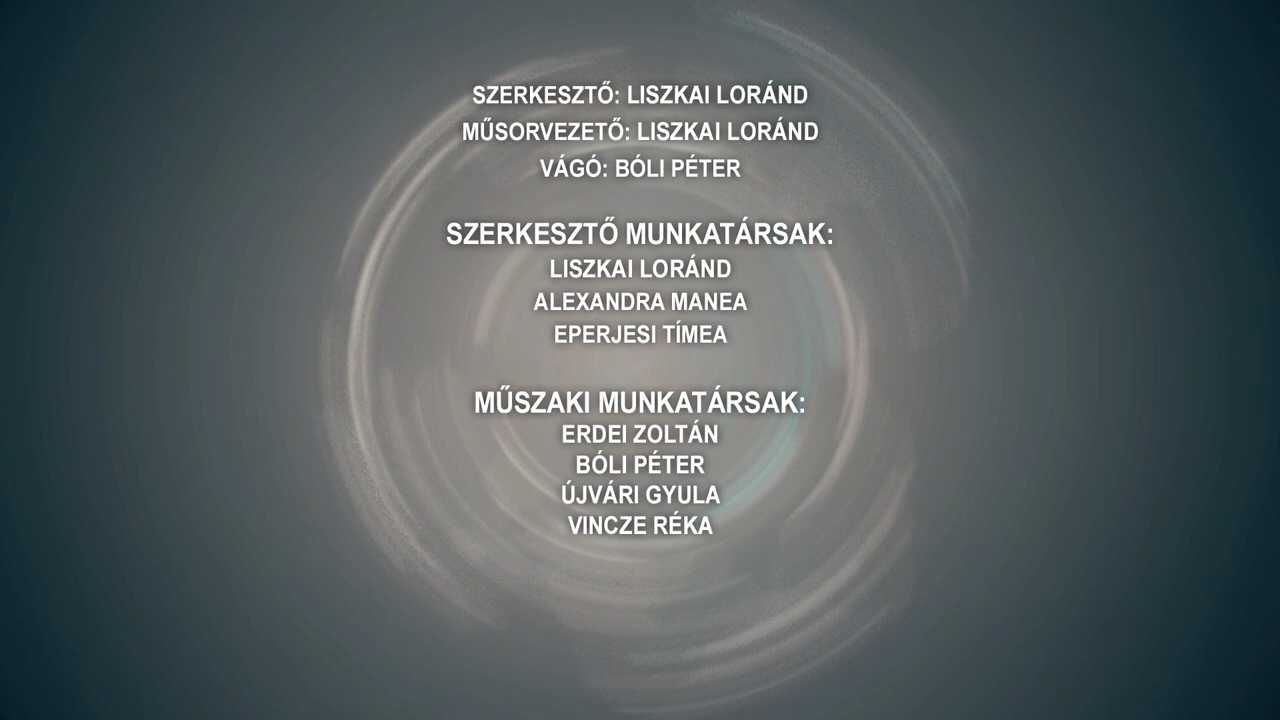 SZERKESZTŐ: LISZKAI LORÁND
MŰSORVEZETŐ: LISZKAI LORÁND
VÁGÓ: BÓLI PÉTER
SZERKESZTŐ MUNKATÁRSAK:
LISZKAI LORÁND
ALEXANDRA MANEA
EPERJESI TÍMEA
MŰSZAKI MUNKATÁRSAK:
ERDEI ZOLTÁN
BÓLI PÉTER
ÚJVÁRI GYULA
VINCZE RÉKA